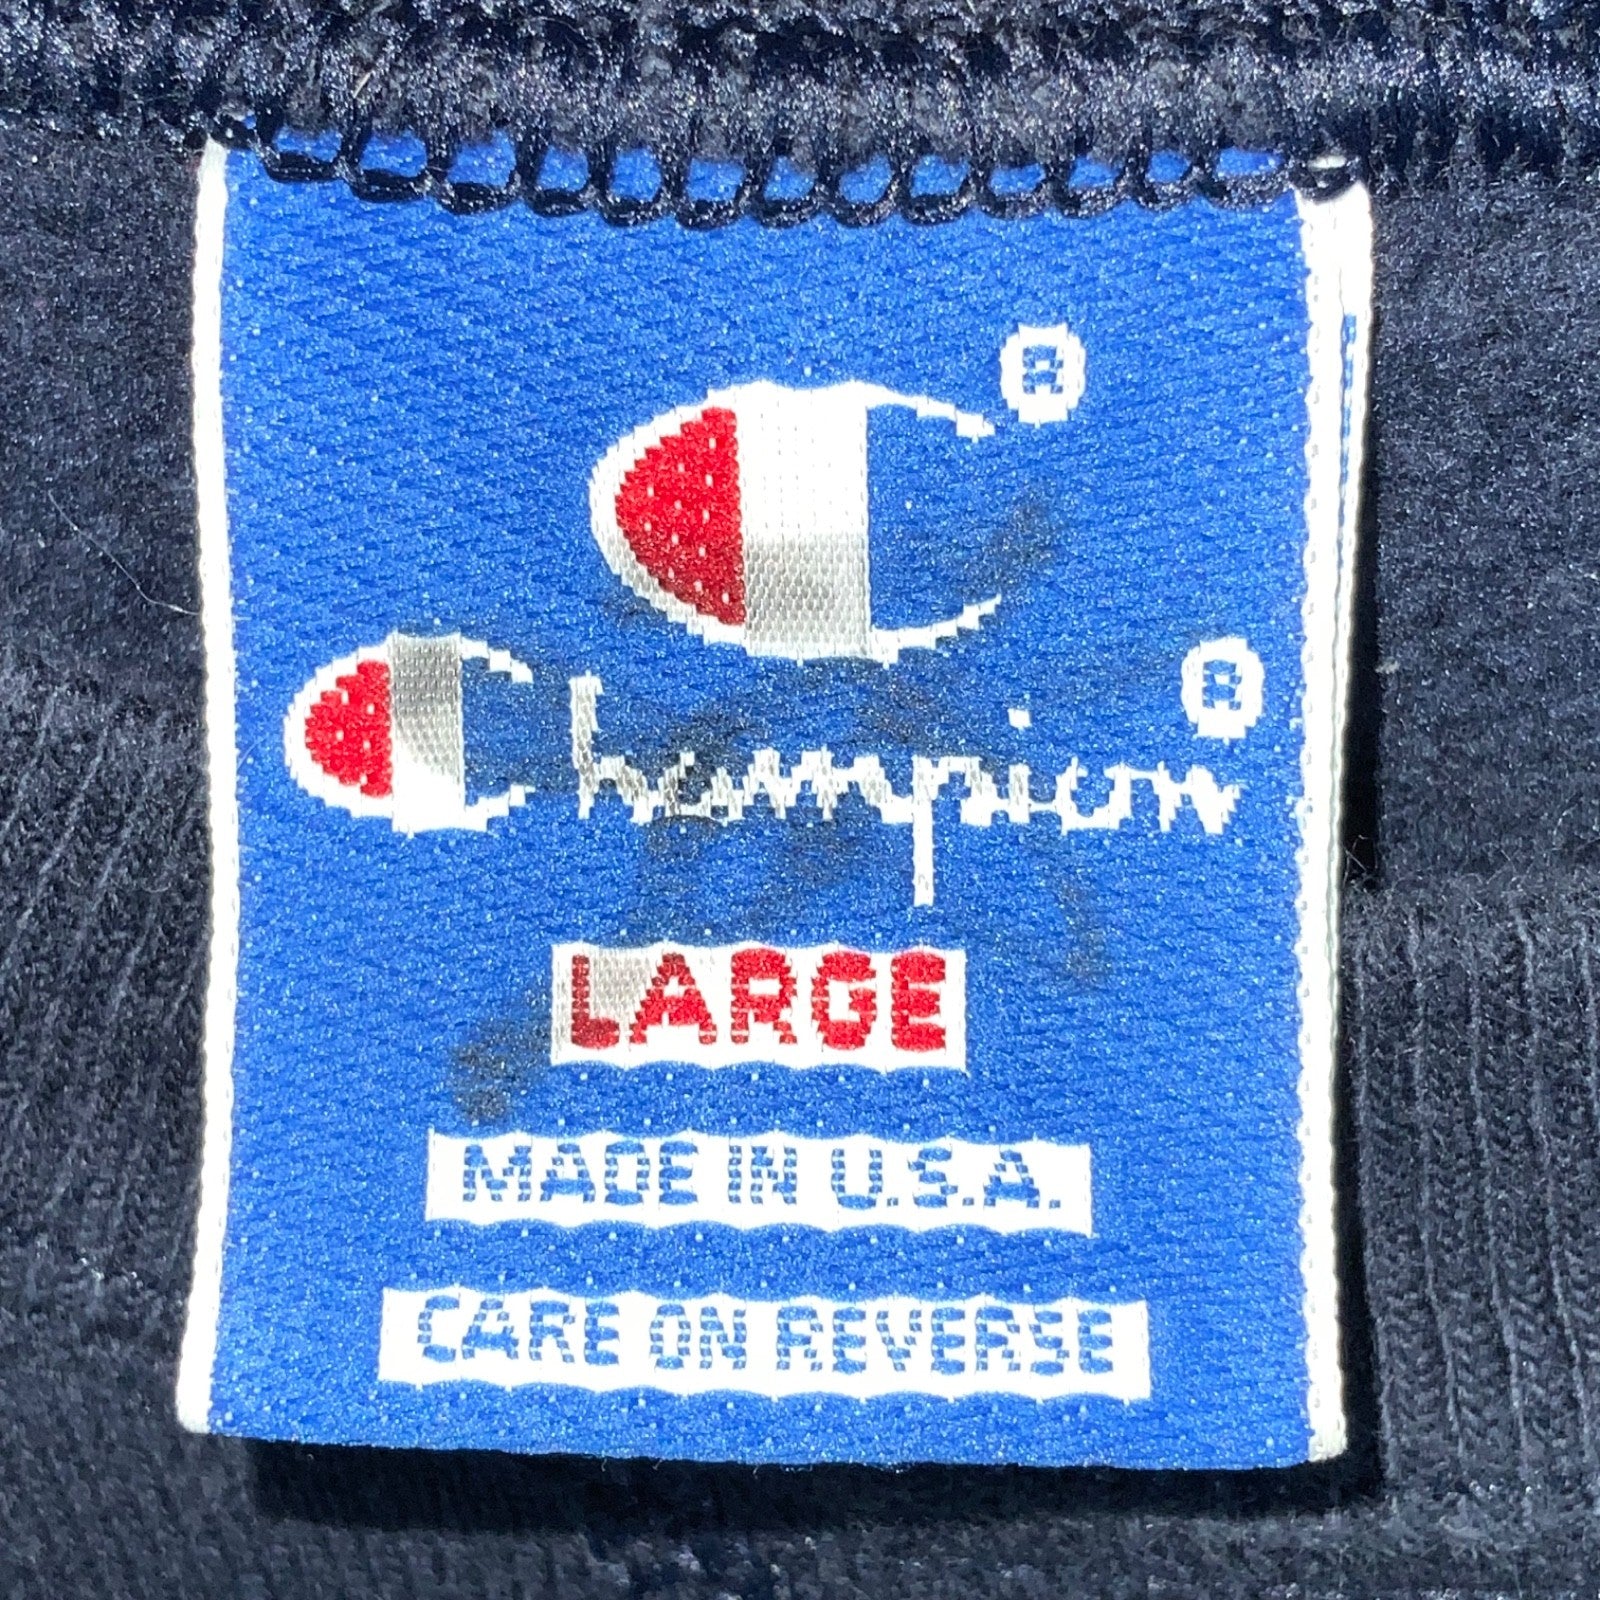 C®
Champion®
LARGE
MADE IN U.S.A.
CARE ON REVERSE